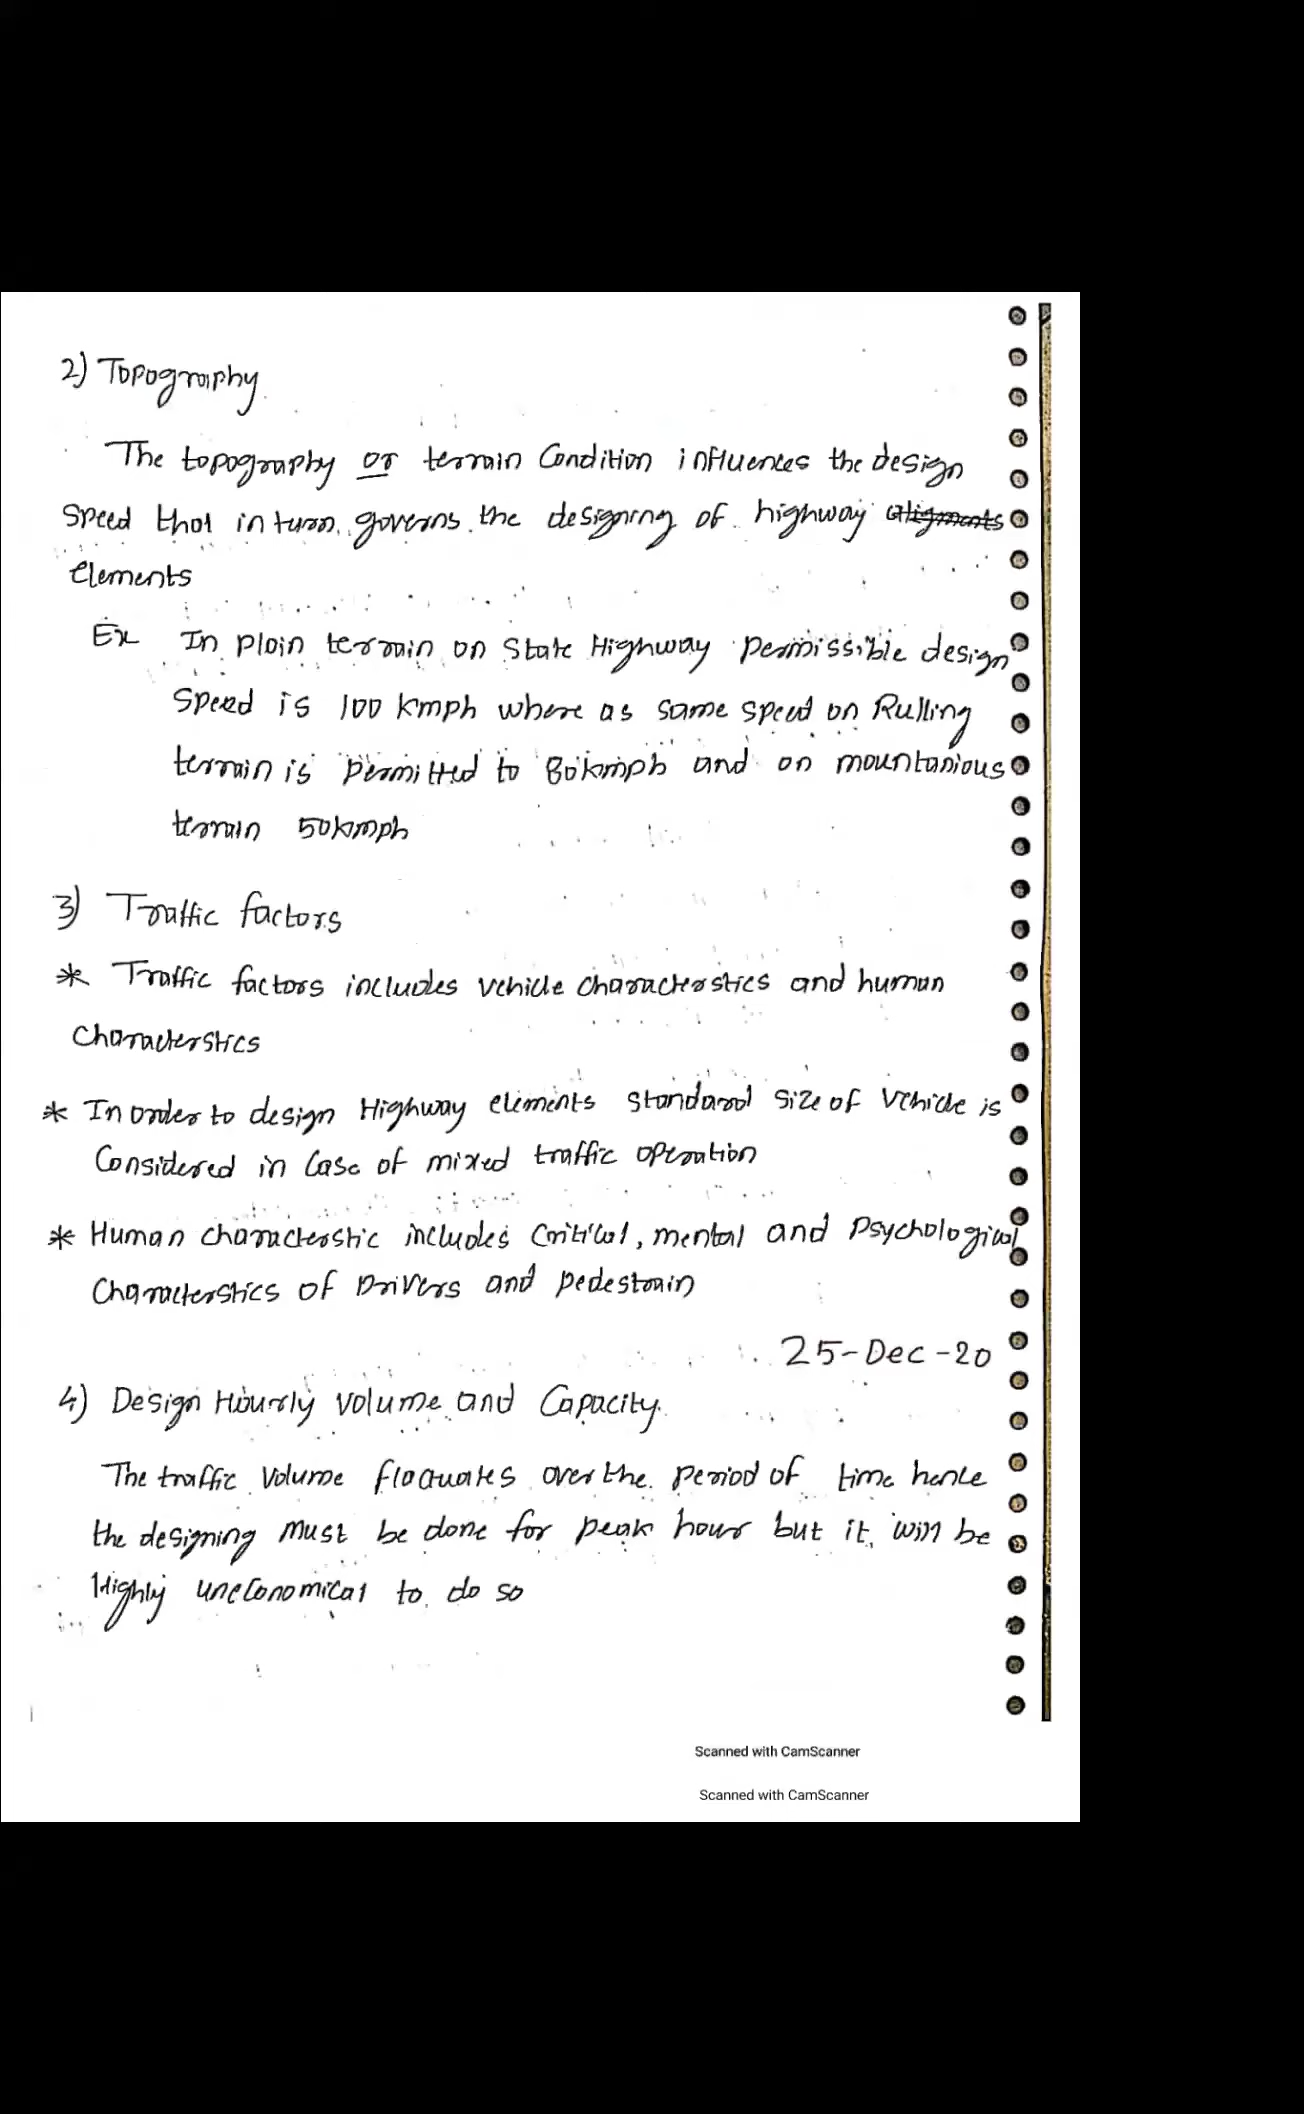 2) Topography
The topography or terrain Condition influences the design
Speed that in turn governs the designing of highway aligments
Elements
Ex In plain terrain on State Highway permissible design
Speed is 100 kmph where as same speed on Rulling
terrain is permitted to 80kmph and on mountanious
terrain 50kmph
3) Traffic factors
* Traffic factors includes vehicle characterstics and human
Characterstics
* In order to design Highway elements standard size of vehicle is
Considered in case of mixed traffic operation
* Human characterstic includes Critical, mental and Psychological
Characterstics of Drivers and pedestrain
25-Dec-20
4) Design Hourly volume and Capacity.
The traffic volume floctuates over the period of time hence
the designing must be done for peak hour but it will be
Highly uneconomical to do so
Scanned with CamScanner
Scanned with CamScanner